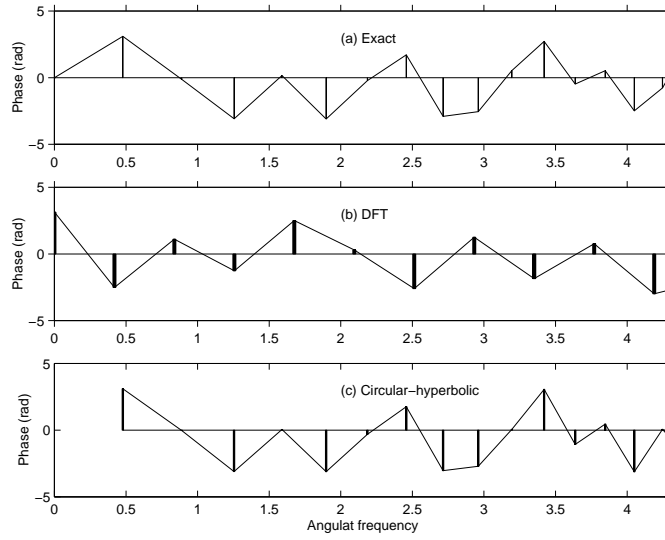 5
0
−5
Phase (rad)
(a) Exact
0 0.5 1 1.5 2 2.5 3 3.5 4
5
0
−5
Phase (rad)
(b) DFT
0 0.5 1 1.5 2 2.5 3 3.5 4
5
0
−5
Phase (rad)
(c) Circular−hyperbolic
0 0.5 1 1.5 2 2.5 3 3.5 4
Angulat frequency